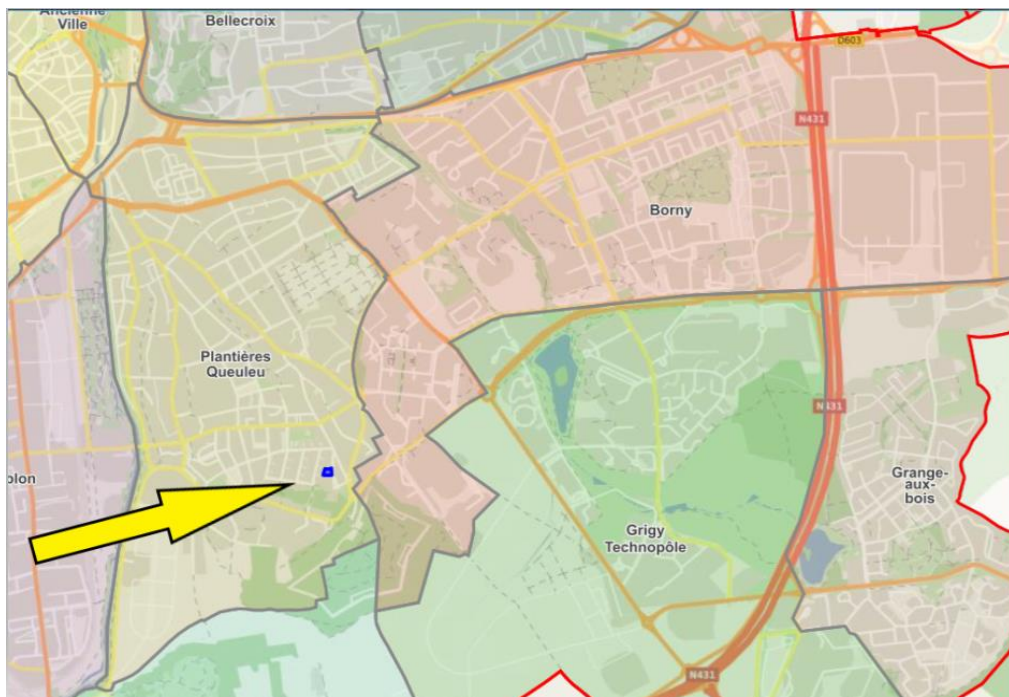 Ancienne
Ville
Bellecroix
D603
N431
Borny
Plantières
Queuleu
N431
blon
Grange-
aux-
bois
Grigy
Technopôle
N431